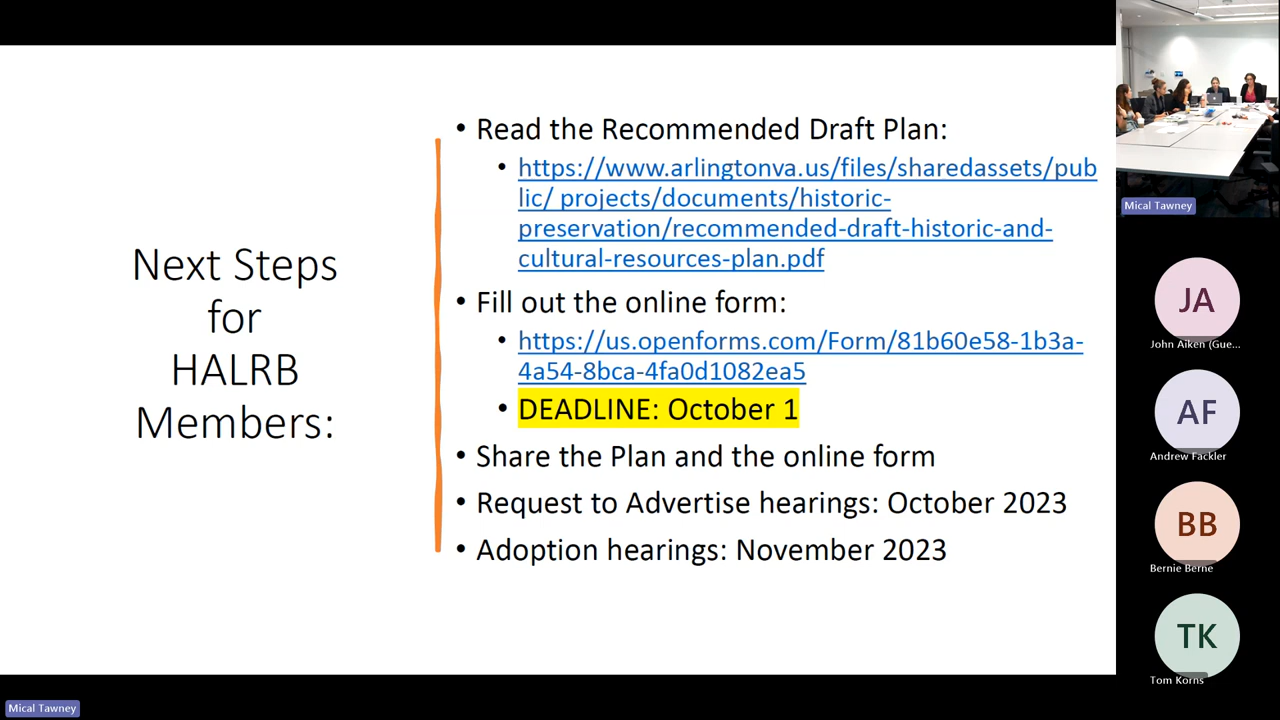 Next Steps
for
HALRB
Members:
• Read the Recommended Draft Plan:
• https://www.arlingtonva.us/files/sharedassets/pub
lic/ projects/documents/historic-
preservation/recommended-draft-historic-and-
cultural-resources-plan.pdf
• Fill out the online form:
• https://us.openforms.com/Form/81b60e58-1b3a-
4a54-8bca-4fa0d1082ea5
• DEADLINE: October 1
• Share the Plan and the online form
• Request to Advertise hearings: October 2023
• Adoption hearings: November 2023
Mical Tawney
JA
John Aiken (Gue...
AF
Andrew Fackler
BB
Bernie Berne
TK
Tom Korns
Mical Tawney